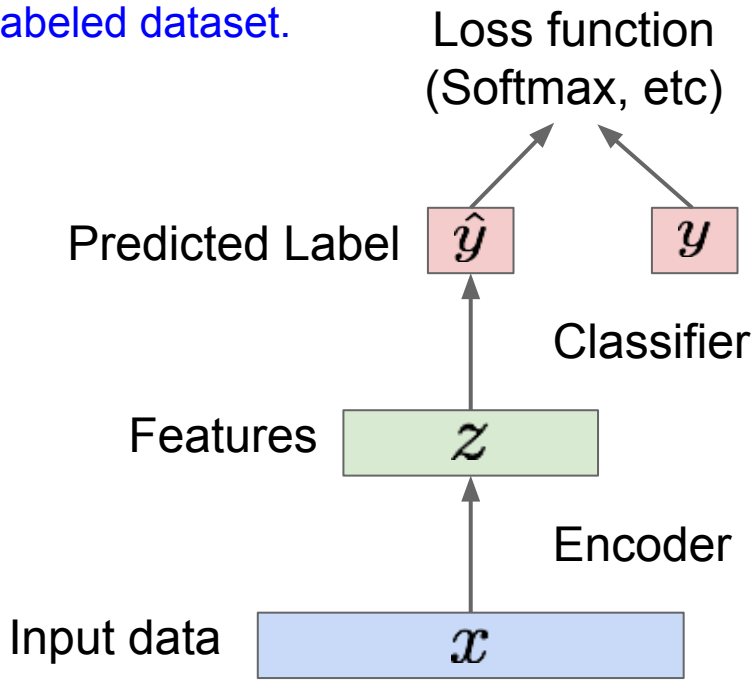 abeled dataset.
Loss function
(Softmax, etc)
Predicted Label
ŷ
y
Classifier
Features
z
Encoder
Input data
x